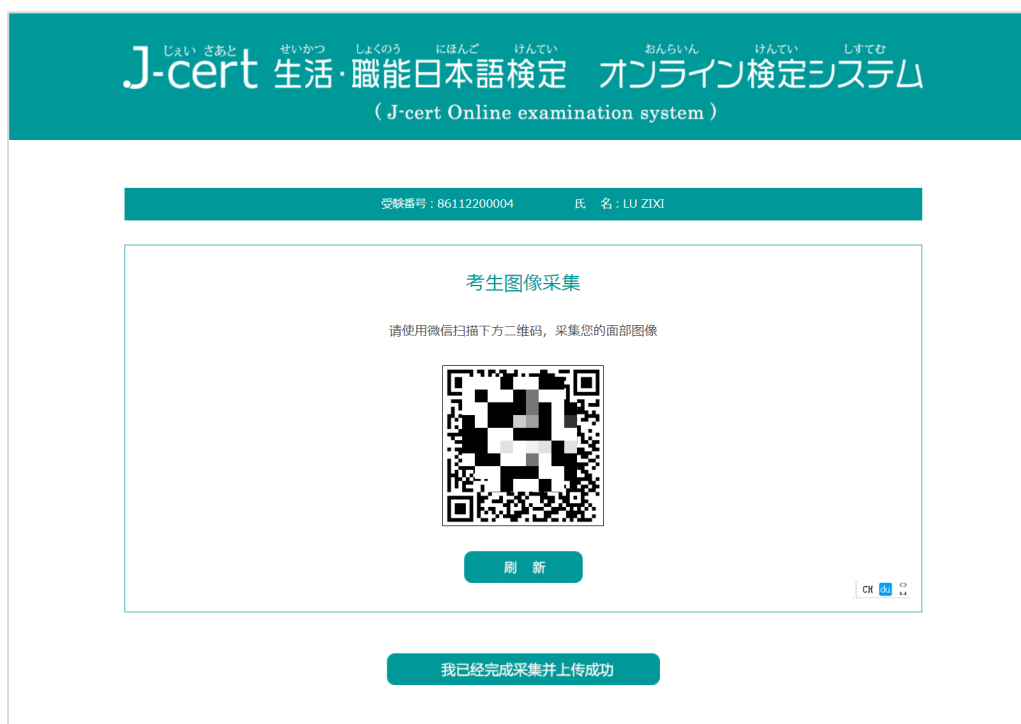 じぇい さあと せいかつ しょくのう にほんご けんてい おんらいん けんてい しすてむ
J-cert 生活・職能日本語検定 オンライン検定システム
( J-cert Online examination system )
受験番号 : 86112200004 氏 名 : LU ZIXI
考生图像采集
请使用微信扫描下方二维码，采集您的面部图像
刷 新
CH du
我已经完成采集并上传成功